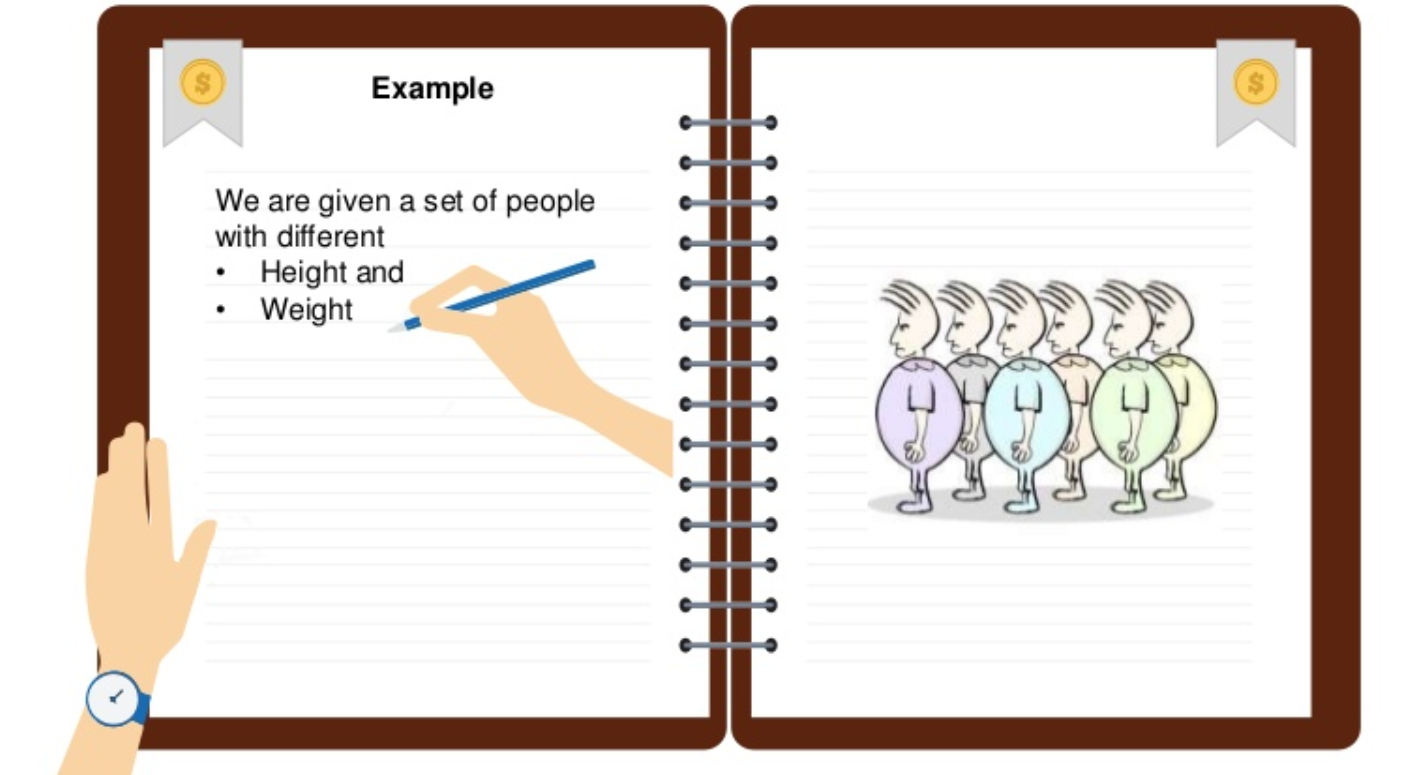 Example
We are given a set of people
with different
• Height and
• Weight
$
$